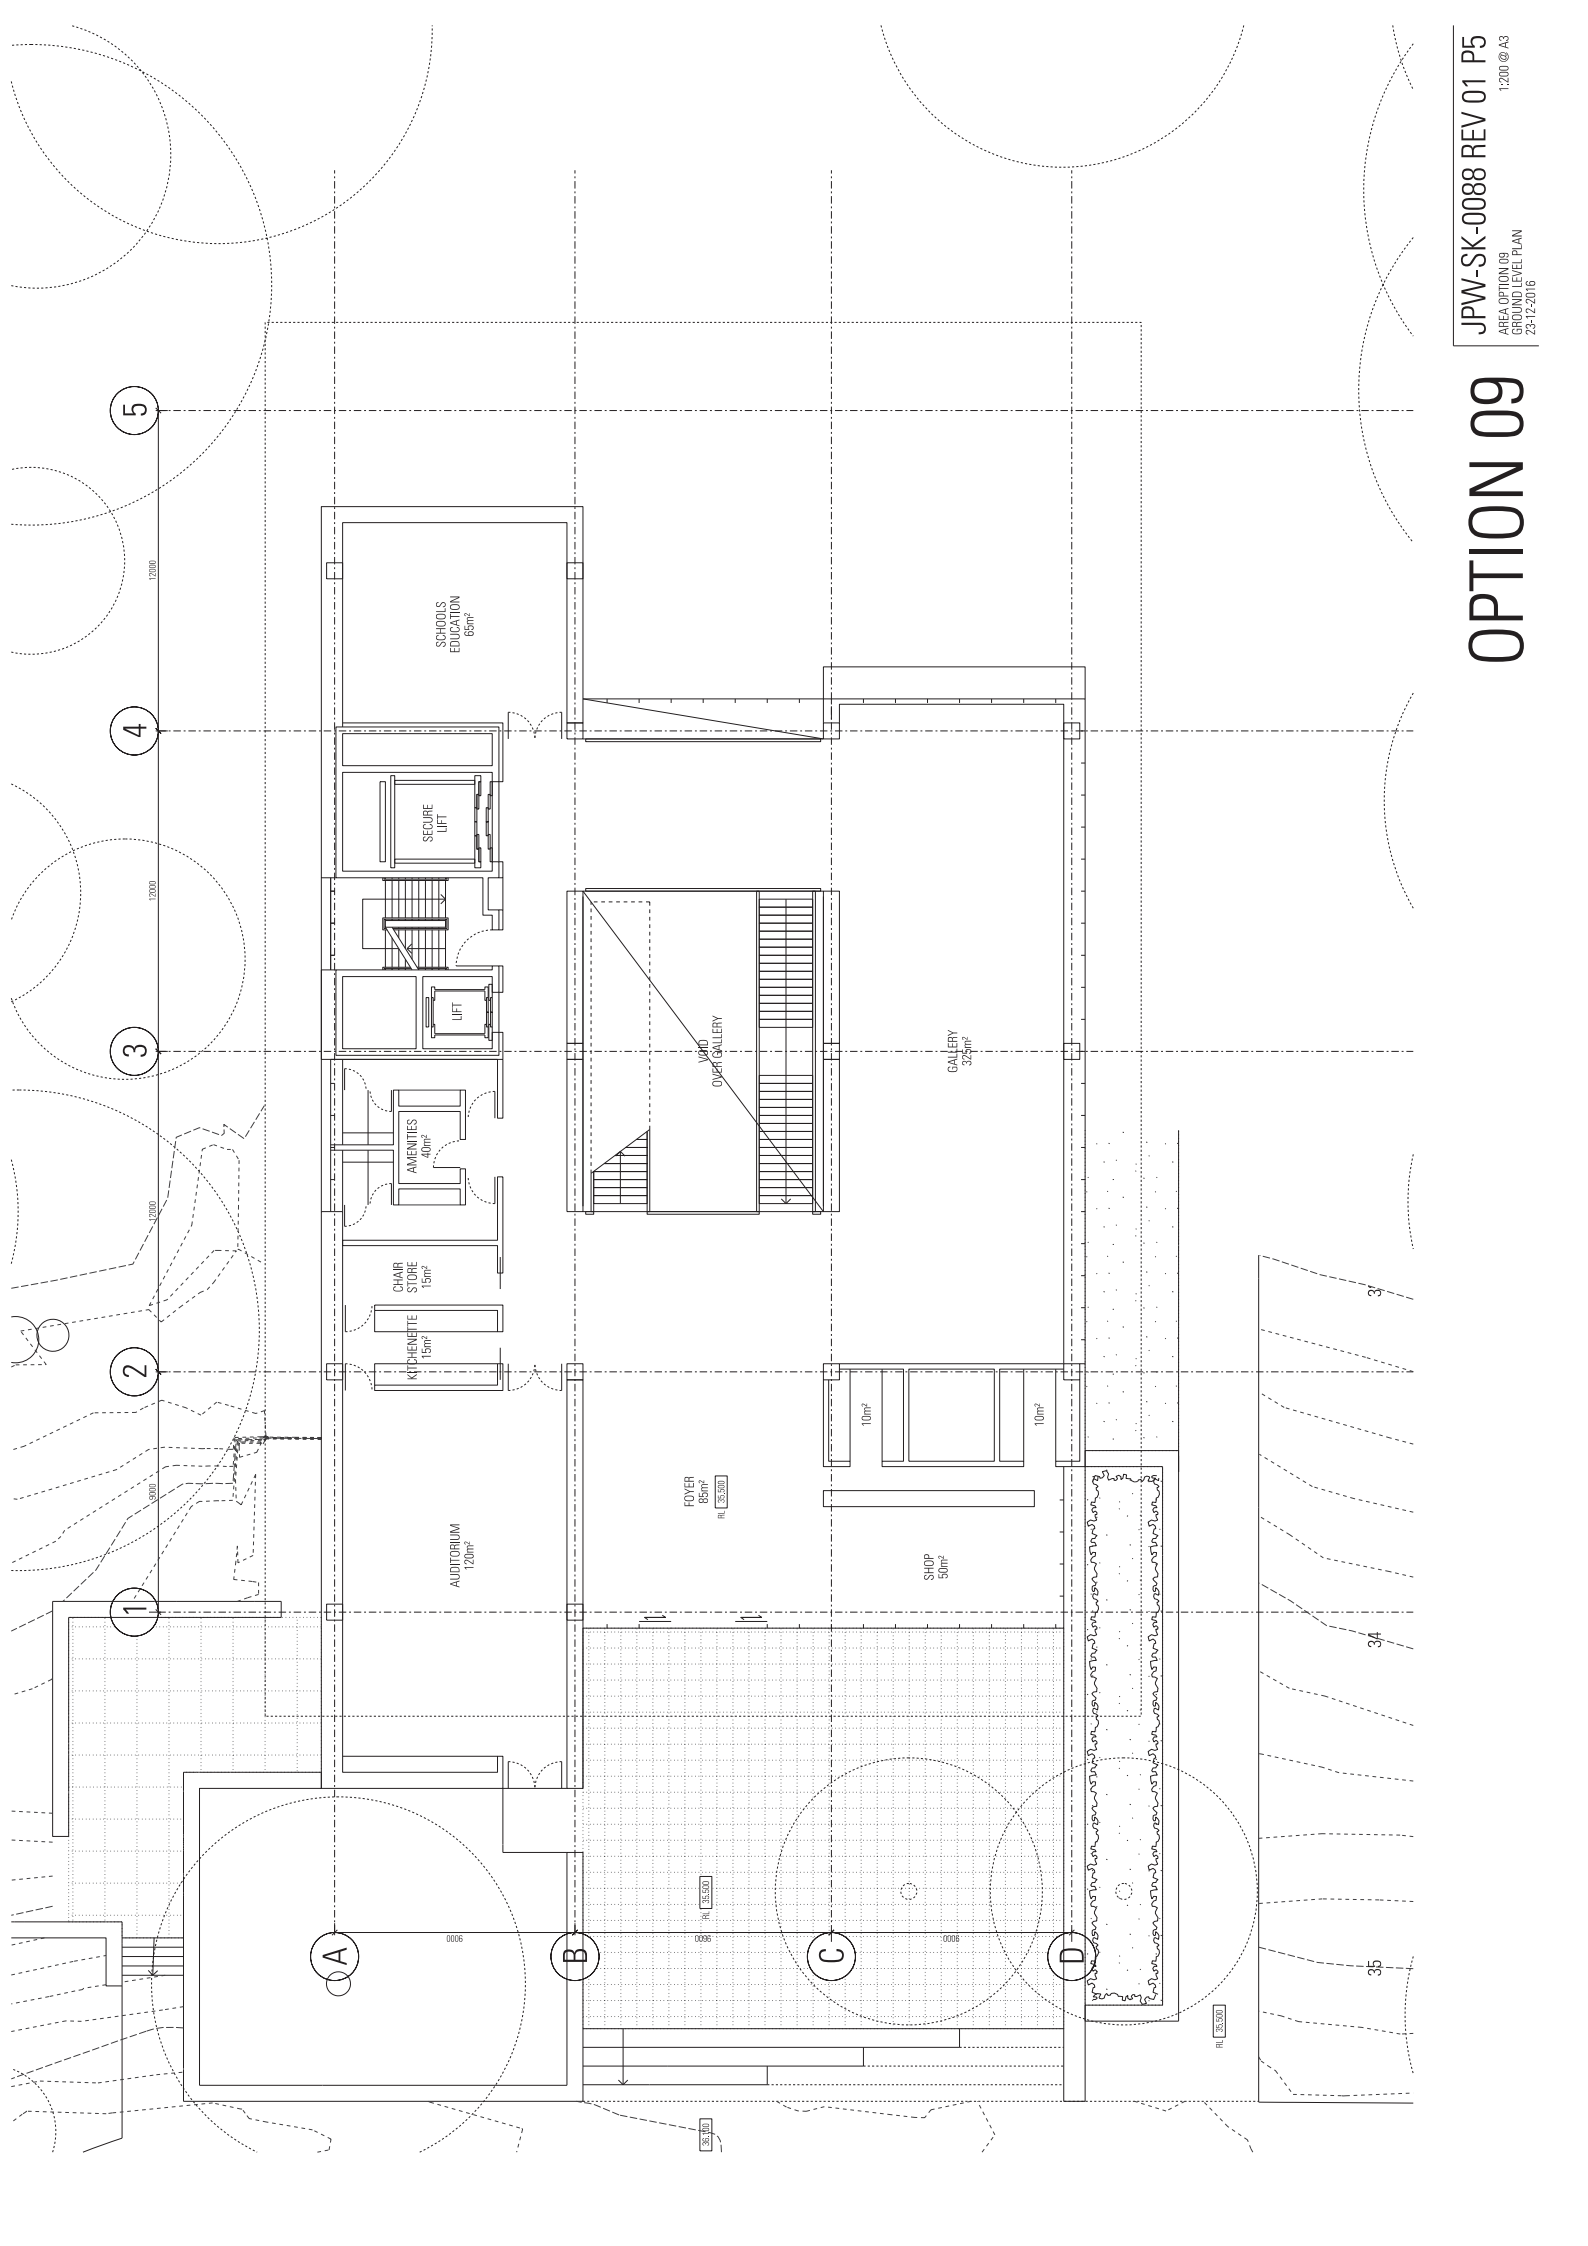 JPW-SK-0088 REV 01 P5
1:200 @ A3
AREA OPTION 09
GROUND LEVEL PLAN
23-12-2016
OPTION 09
1
2
3
4
5
9000
12000
12000
12000
A
B
C
D
9000
9600
9000
SCHOOLS
EDUCATION
65m²
SECURE
LIFT
LIFT
AMENITIES
40m²
CHAIR
STORE
15m²
KITCHENETTE
15m²
AUDITORIUM
120m²
VOID
OVER GALLERY
GALLERY
325m²
FOYER
85m²
RL 35.500
SHOP
50m²
10m²
10m²
RL 35.500
RL 35.500
34
35